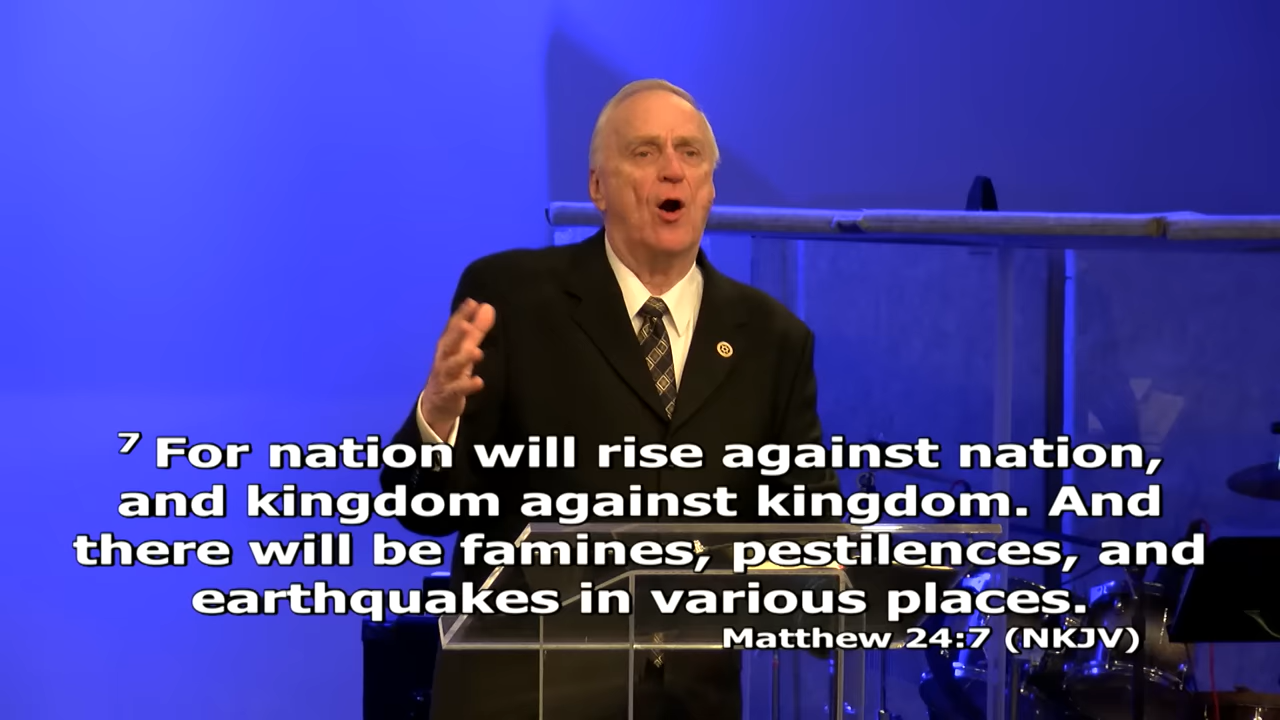 ⁷ For nation will rise against nation,
and kingdom against kingdom. And
there will be famines, pestilences, and
earthquakes in various places.
Matthew 24:7 (NKJV)